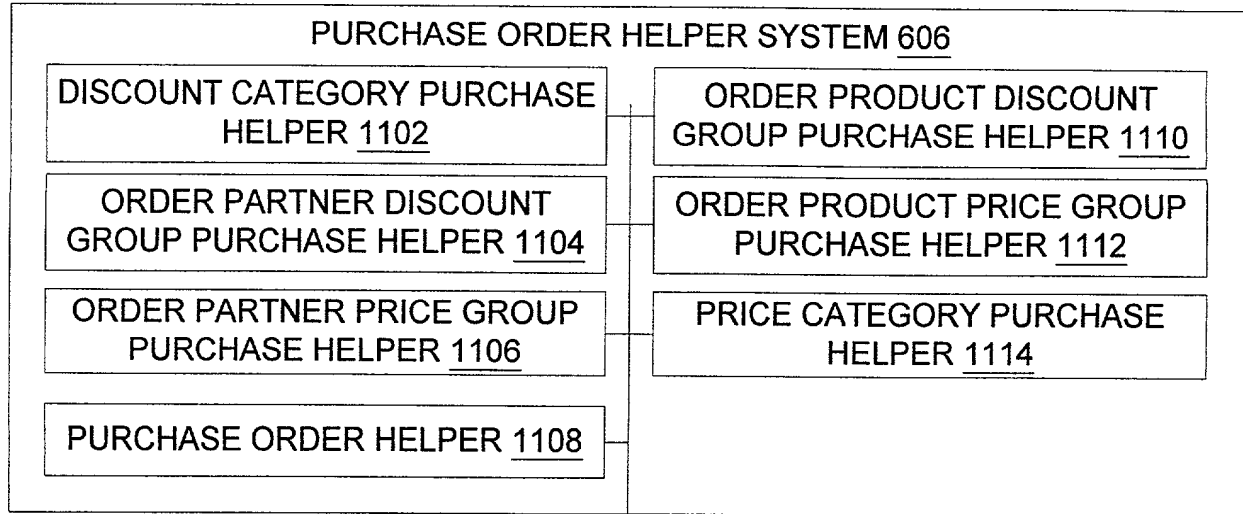 PURCHASE ORDER HELPER SYSTEM 606
DISCOUNT CATEGORY PURCHASE
HELPER 1102
ORDER PARTNER DISCOUNT
GROUP PURCHASE HELPER 1104
ORDER PARTNER PRICE GROUP
PURCHASE HELPER 1106
PURCHASE ORDER HELPER 1108
ORDER PRODUCT DISCOUNT
GROUP PURCHASE HELPER 1110
ORDER PRODUCT PRICE GROUP
PURCHASE HELPER 1112
PRICE CATEGORY PURCHASE
HELPER 1114